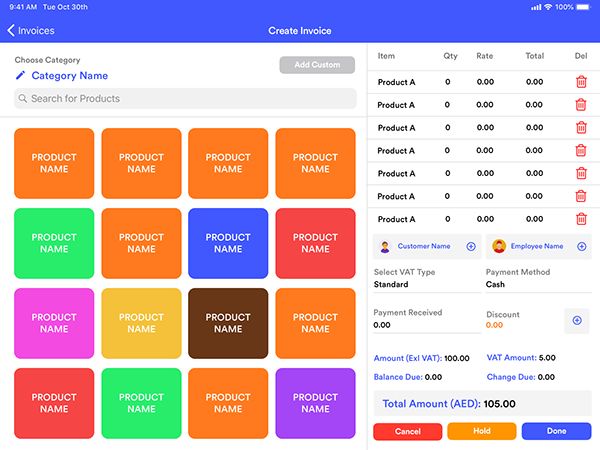 9:41 AM Tue Oct 30th 100%
Invoices Create Invoice
Choose Category
Category Name
Add Custom
Search for Products
PRODUCT NAME PRODUCT NAME PRODUCT NAME PRODUCT NAME
PRODUCT NAME PRODUCT NAME PRODUCT NAME PRODUCT NAME
PRODUCT NAME PRODUCT NAME PRODUCT NAME PRODUCT NAME
PRODUCT NAME PRODUCT NAME PRODUCT NAME PRODUCT NAME
Item Qty Rate Total Del
Product A 0 0.00 0.00
Product A 0 0.00 0.00
Product A 0 0.00 0.00
Product A 0 0.00 0.00
Product A 0 0.00 0.00
Product A 0 0.00 0.00
Product A 0 0.00 0.00
Customer Name Employee Name
Select VAT Type Payment Method
Standard Cash
Payment Received Discount
0.00 0.00
Amount (Exl VAT): 100.00 VAT Amount: 5.00
Balance Due: 0.00 Change Due: 0.00
Total Amount (AED): 105.00
Cancel Hold Done